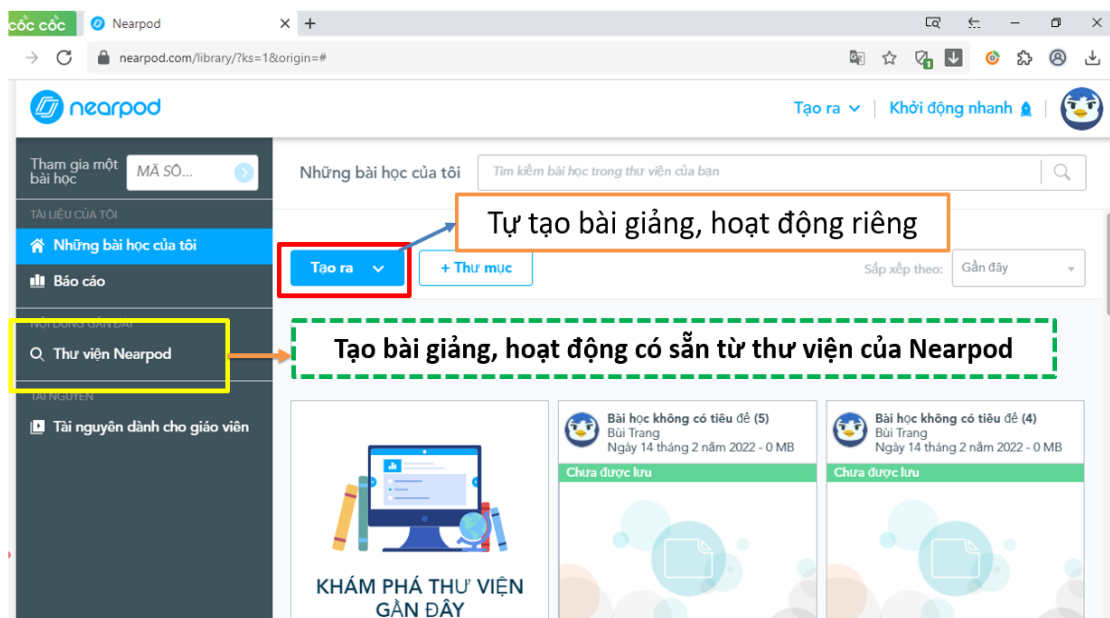 cốc cốc
Nearpod
nearpod.com/library/?ks=1&origin=#
1
nearpod
Tạo ra
Khởi động nhanh
Tham gia một
bài học
MÃ SỐ...
Những bài học của tôi
Tìm kiếm bài học trong thư viện của bạn
TÀI LIỆU CỦA TÔI
Tự tạo bài giảng, hoạt động riêng
Những bài học của tôi
Tạo ra
+ Thư mục
Sắp xếp theo:
Gần đây
Báo cáo
NỘI DUNG GẦN ĐÂY
Thư viện Nearpod
Tạo bài giảng, hoạt động có sẵn từ thư viện của Nearpod
TÀI NGUYÊN
Tài nguyên dành cho giáo viên
Bài học không có tiêu đề (5)
Bùi Trang
Ngày 14 tháng 2 năm 2022 - 0 MB
Chưa được lưu
Bài học không có tiêu đề (4)
Bùi Trang
Ngày 14 tháng 2 năm 2022 - 0 MB
Chưa được lưu
KHÁM PHÁ THƯ VIỆN
GẦN ĐÂY